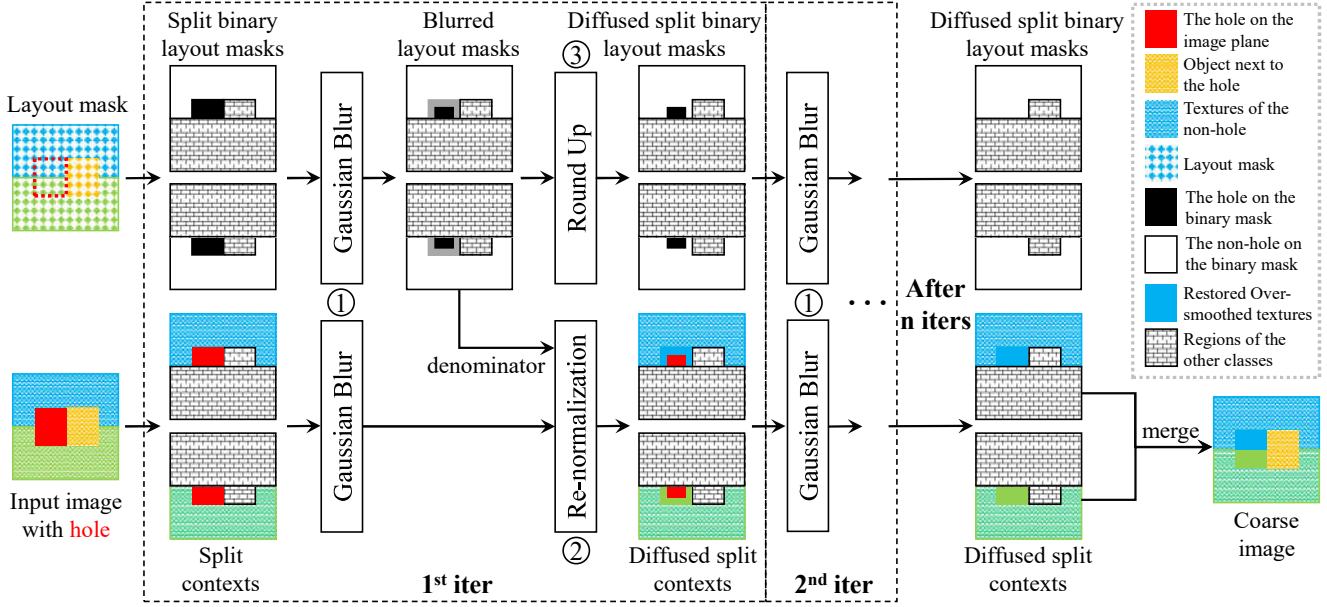 Split binary
layout masks
Blurred
layout masks
③
Diffused split binary
layout masks
Diffused split binary
layout masks
Layout mask
Gaussian Blur
Round Up
Gaussian Blur
①
①
. . .
After
n iters
denominator
Gaussian Blur
Re-normalization
Gaussian Blur
merge
Input image
with hole
Split
contexts
②
1st iter
Diffused split
contexts
2nd iter
Diffused split
contexts
Coarse
image
The hole on the
image plane
Object next to
the hole
Textures of the
non-hole
Layout mask
The hole on the
binary mask
The non-hole on
the binary mask
Restored Over-
smoothed textures
Regions of the
other classes